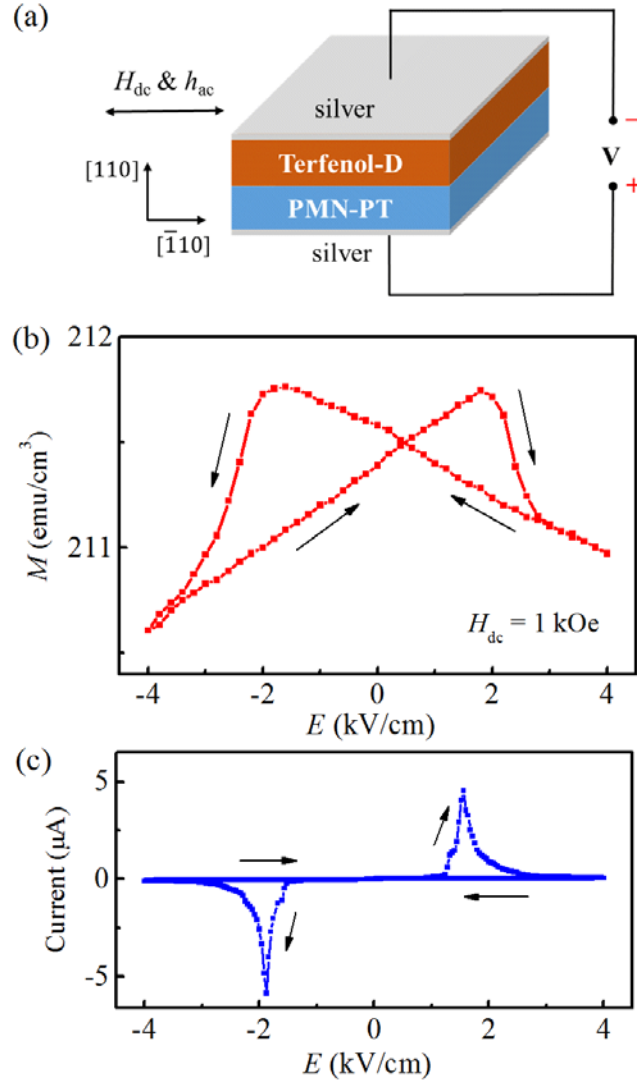 (a)
H_dc & h_ac
silver
[110]
Terfenol-D
PMN-PT
[1̄10]
silver
−
V
+
(b)
212
211
M (emu/cm³)
H_dc = 1 kOe
-4 -2 0 2 4
E (kV/cm)
(c)
5
0
-5
Current (μA)
-4 -2 0 2 4
E (kV/cm)